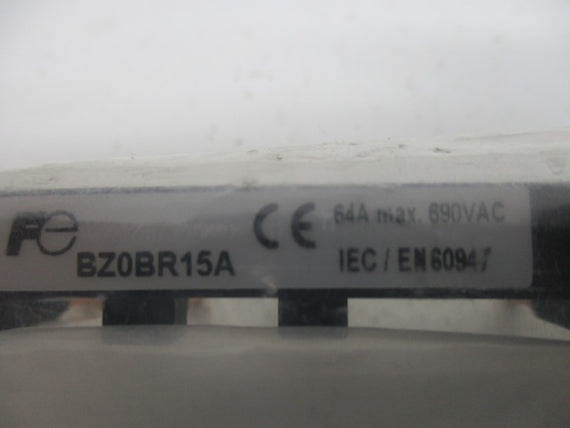 Fe
BZ0BR15A
CE
64A max. 690VAC
IEC / EN 60947